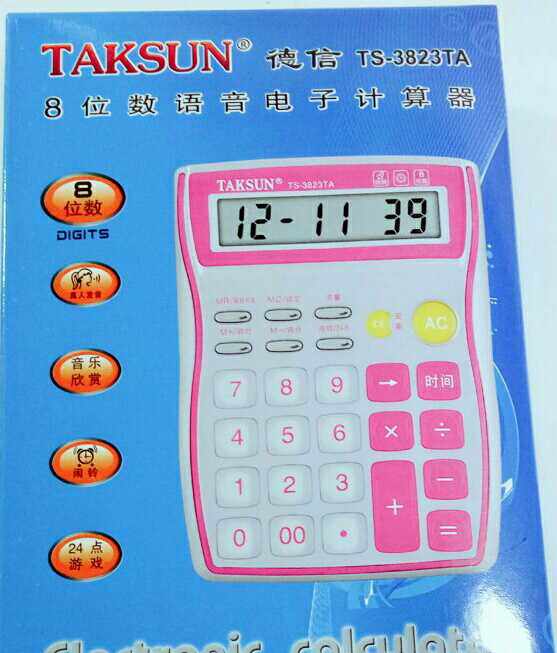 TAKSUN® 德信 TS-3823TA
8位数语音电子计算器
8
位数
DIGITS
真人发音
音乐
欣赏
闹铃
24点
游戏
TAKSUN® TS-3823TA
12-11 39
AC
7 8 9 → 时间
4 5 6 × ÷
1 2 3 + −
0 00 • =
Electronic calculat